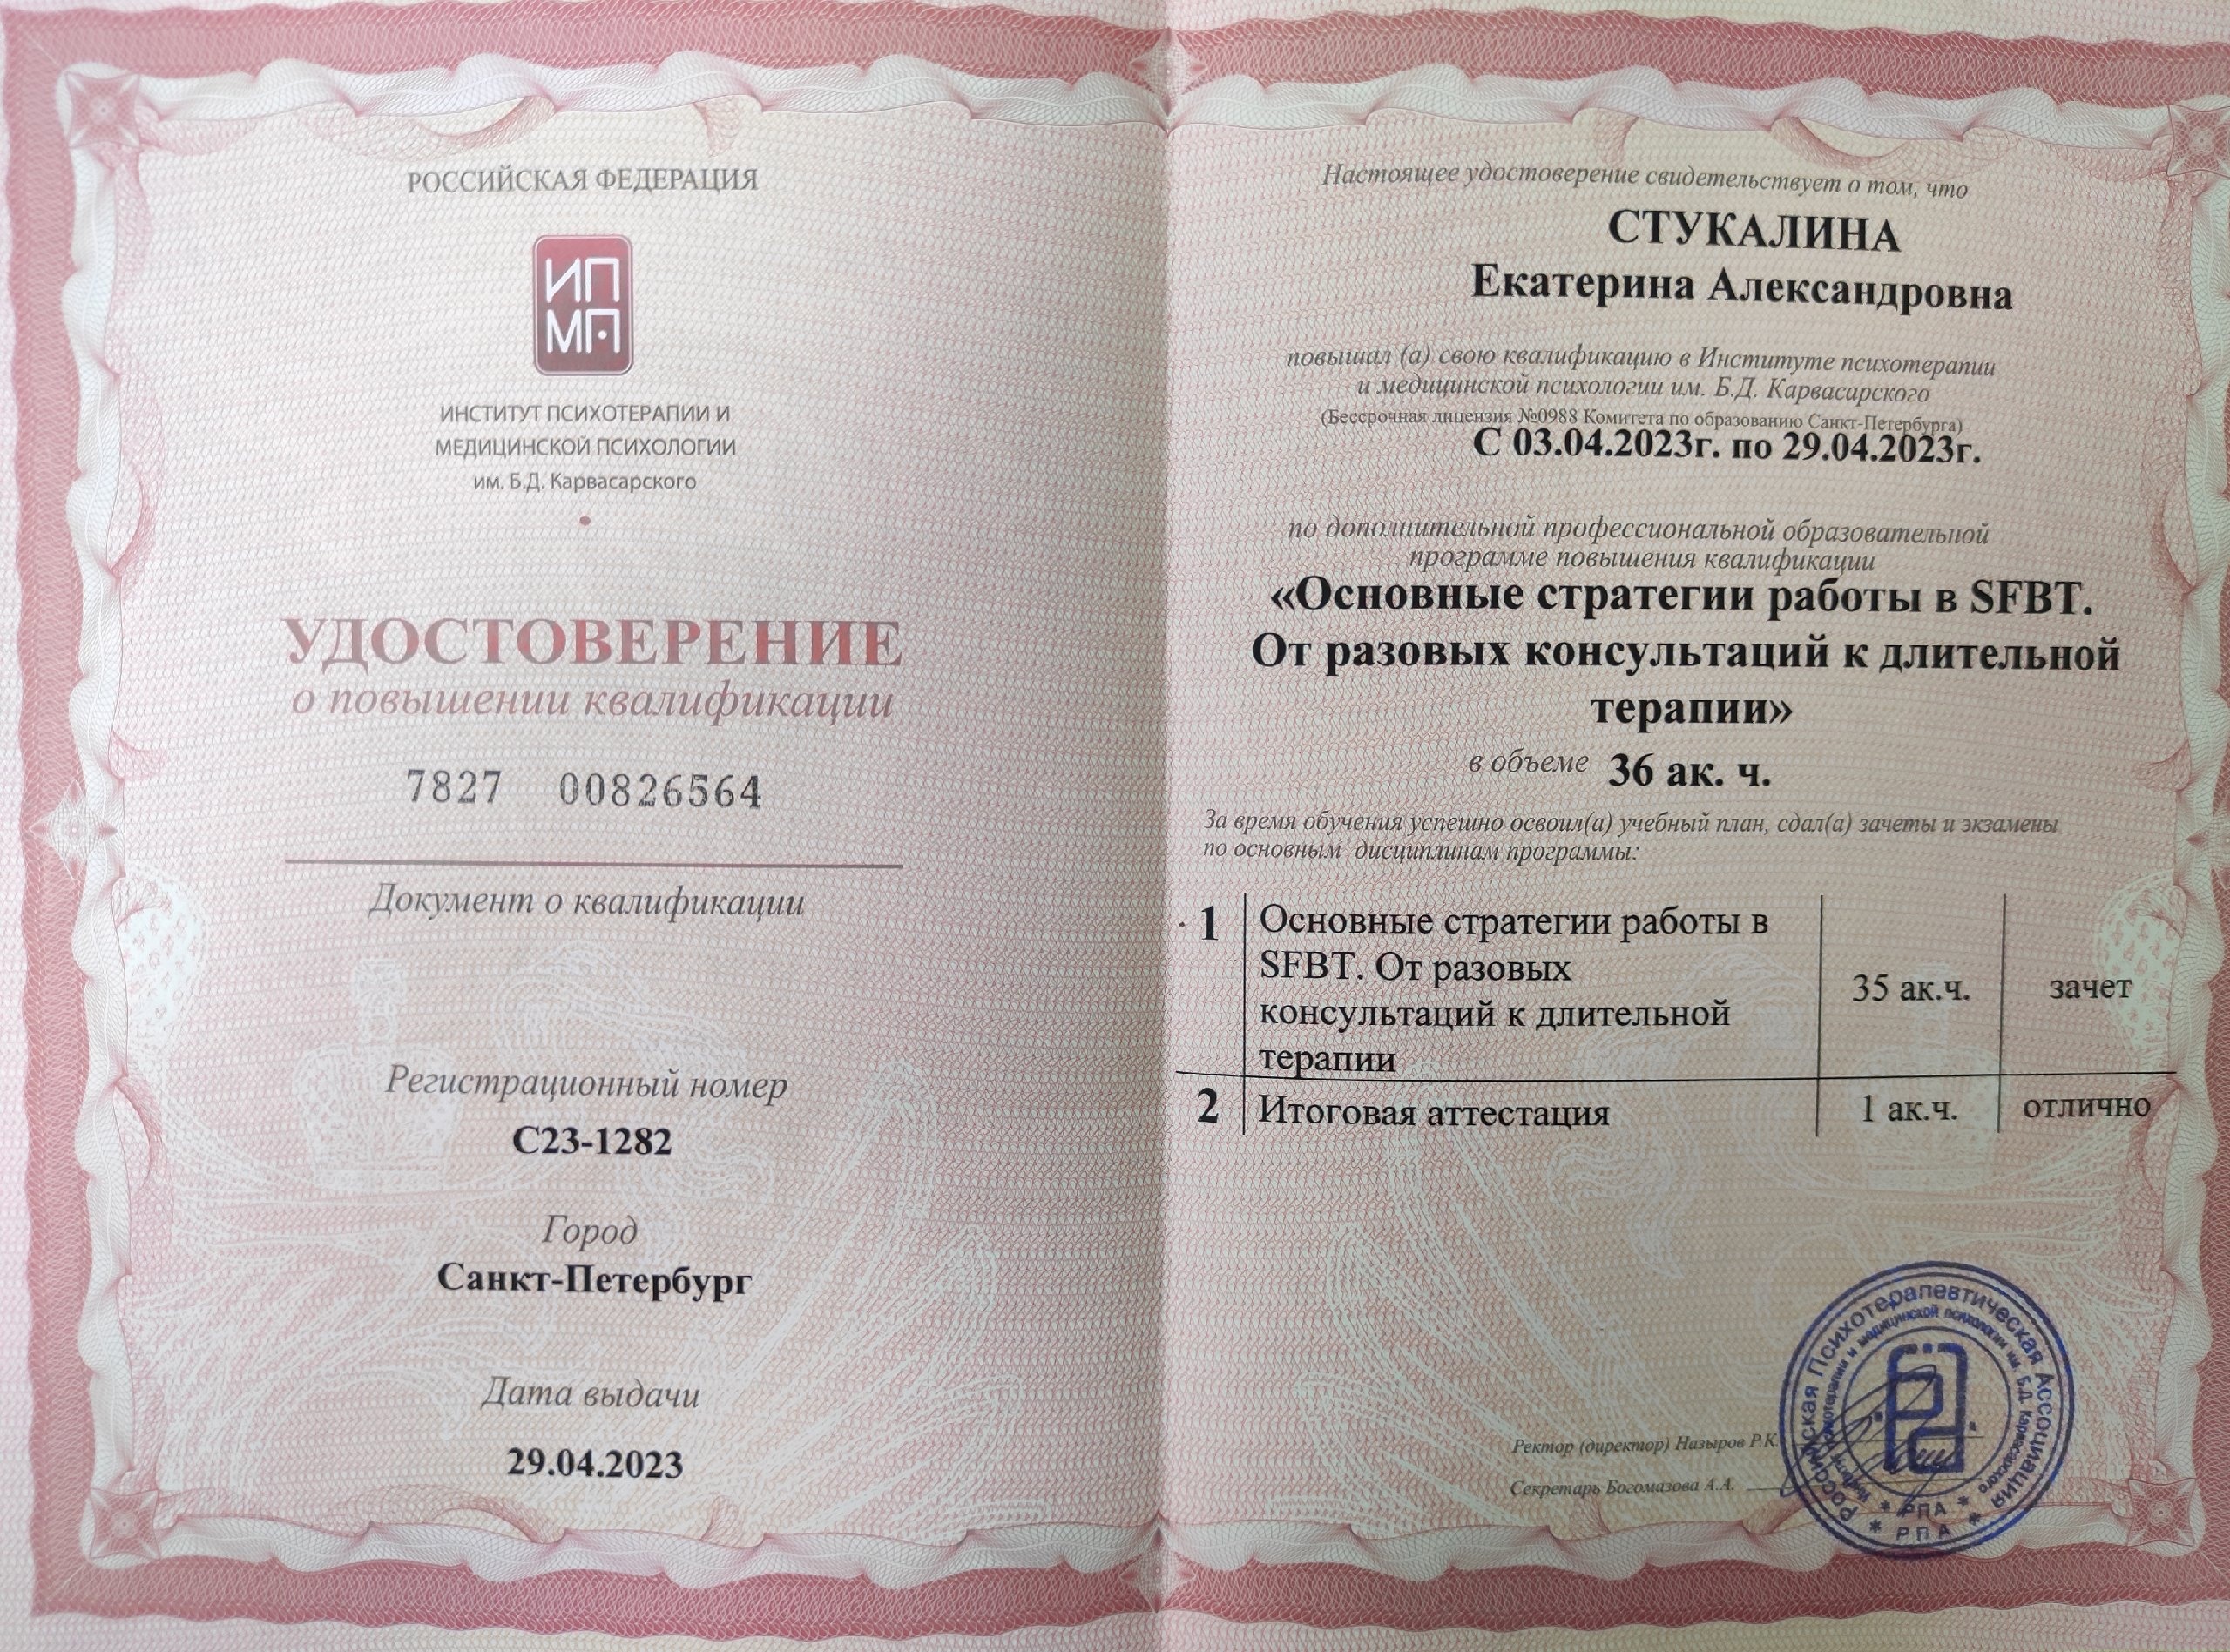 РОССИЙСКАЯ ФЕДЕРАЦИЯ
ИП
МП
ИНСТИТУТ ПСИХОТЕРАПИИ И
МЕДИЦИНСКОЙ ПСИХОЛОГИИ
им. Б.Д. Карвасарского
УДОСТОВЕРЕНИЕ
о повышении квалификации
7827 00826564
Документ о квалификации
Регистрационный номер
С23-1282
Город
Санкт-Петербург
Дата выдачи
29.04.2023
Настоящее удостоверение свидетельствует о том, что
СТУКАЛИНА
Екатерина Александровна
повышал (а) свою квалификацию в Институте психотерапии
и медицинской психологии им. Б.Д. Карвасарского
(Бессрочная лицензия №0988 Комитета по образованию Санкт-Петербурга)
С 03.04.2023г. по 29.04.2023г.
по дополнительной профессиональной образовательной
программе повышения квалификации
«Основные стратегии работы в SFBT.
От разовых консультаций к длительной
терапии»
в объеме 36 ак. ч.
За время обучения успешно освоил(а) учебный план, сдал(а) зачеты и экзамены
по основным дисциплинам программы:
1 Основные стратегии работы в
SFBT. От разовых
консультаций к длительной
терапии
35 ак.ч. зачет
2 Итоговая аттестация 1 ак.ч. отлично
Ректор (директор) Назыров Р.К.
Секретарь Богомазова А.А.
Российская Психотерапевтическая Ассоциация
* РПА *
психотерапии и медицинской психологии им. Б.Д. Карвасарского
* РПА *